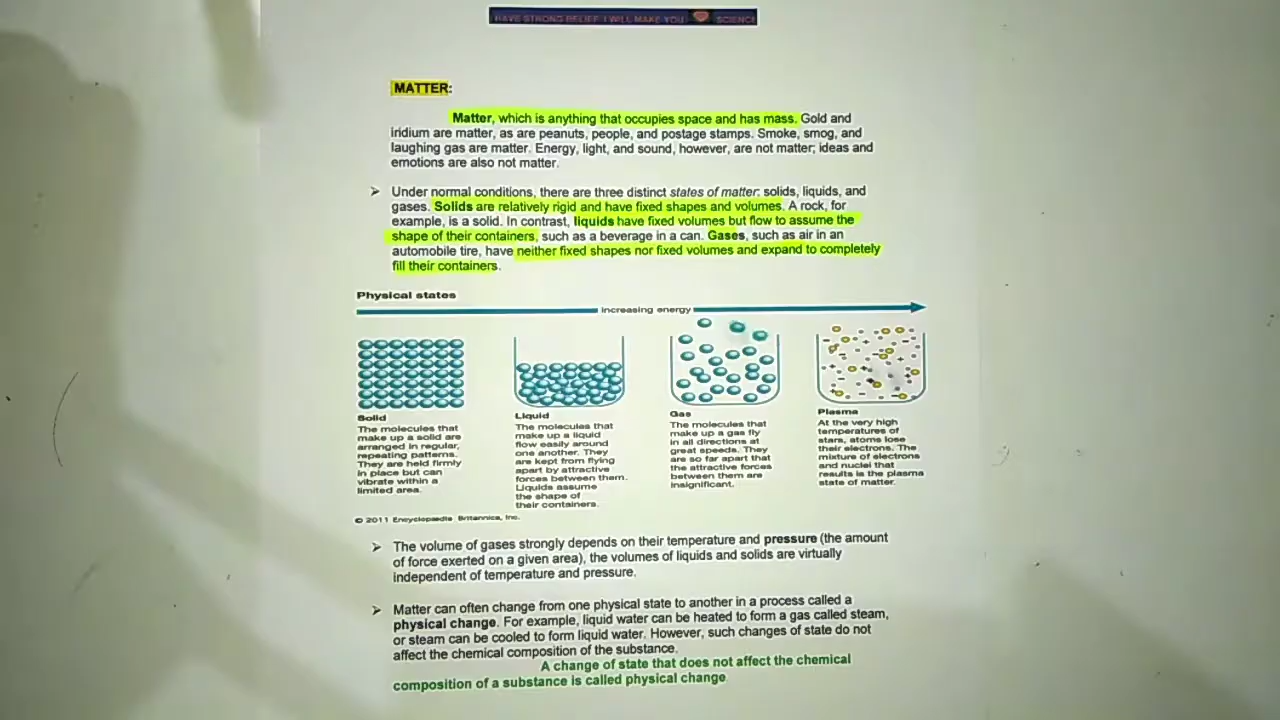 HAVE STRONG BELIEF I WILL MAKE YOU SCIENC
MATTER:
Matter, which is anything that occupies space and has mass. Gold and
iridium are matter, as are peanuts, people, and postage stamps. Smoke, smog, and
laughing gas are matter. Energy, light, and sound, however, are not matter; ideas and
emotions are also not matter.
➢ Under normal conditions, there are three distinct states of matter: solids, liquids, and
gases. Solids are relatively rigid and have fixed shapes and volumes. A rock, for
example, is a solid. In contrast, liquids have fixed volumes but flow to assume the
shape of their containers, such as a beverage in a can. Gases, such as air in an
automobile tire, have neither fixed shapes nor fixed volumes and expand to completely
fill their containers.
Physical states
increasing energy
Solid
The molecules that
make up a solid are
arranged in regular,
repeating patterns.
They are held firmly
in place but can
vibrate within a
limited area.
Liquid
The molecules that
make up a liquid
flow easily around
one another. They
are kept from flying
apart by attractive
forces between them.
Liquids assume
the shape of
their containers.
Gas
The molecules that
make up a gas fly
in all directions at
great speeds. They
are so far apart that
the attractive forces
between them are
insignificant.
Plasma
At the very high
temperatures of
stars, atoms lose
their electrons. The
mixture of electrons
and nuclei that
results is the plasma
state of matter.
© 2011 Encyclopædia Britannica, Inc.
➢ The volume of gases strongly depends on their temperature and pressure (the amount
of force exerted on a given area), the volumes of liquids and solids are virtually
independent of temperature and pressure.
➢ Matter can often change from one physical state to another in a process called a
physical change. For example, liquid water can be heated to form a gas called steam,
or steam can be cooled to form liquid water. However, such changes of state do not
affect the chemical composition of the substance.
A change of state that does not affect the chemical
composition of a substance is called physical change